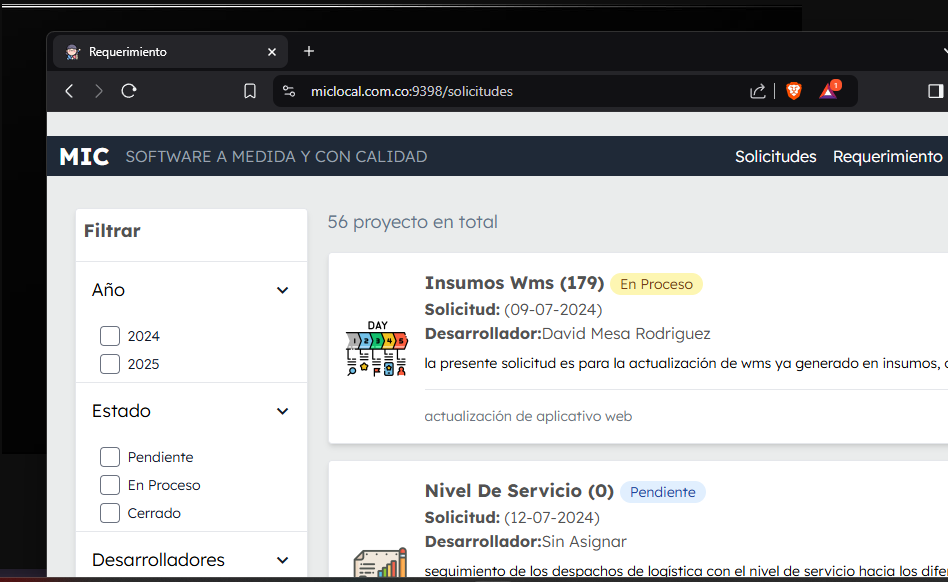 Requerimiento
miclocal.com.co:9398/solicitudes
1
MIC SOFTWARE A MEDIDA Y CON CALIDAD
Solicitudes Requerimiento
Filtrar
Año
2024
2025
Estado
Pendiente
En Proceso
Cerrado
Desarrolladores
56 proyecto en total
DAY
1 2 3 4 5
Insumos Wms (179) En Proceso
Solicitud: (09-07-2024)
Desarrollador:David Mesa Rodriguez
la presente solicitud es para la actualización de wms ya generado en insumos,
actualización de aplicativo web
Nivel De Servicio (0) Pendiente
Solicitud: (12-07-2024)
Desarrollador:Sin Asignar
seguimiento de los despachos de logística con el nivel de servicio hacia los